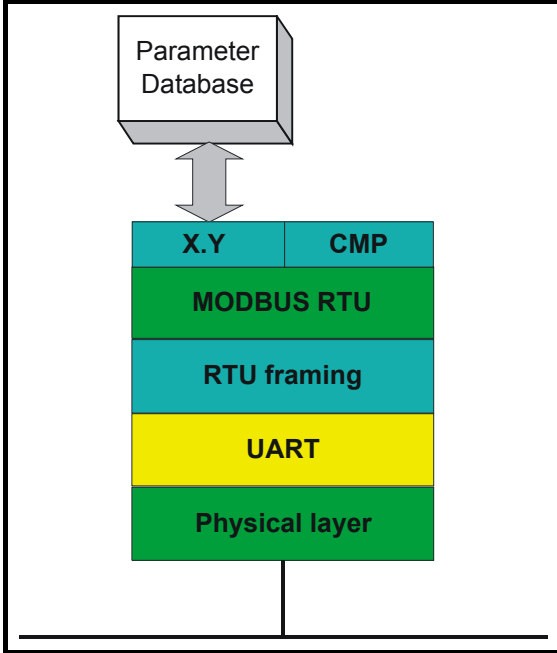 Parameter
Database
X.Y CMP
MODBUS RTU
RTU framing
UART
Physical layer